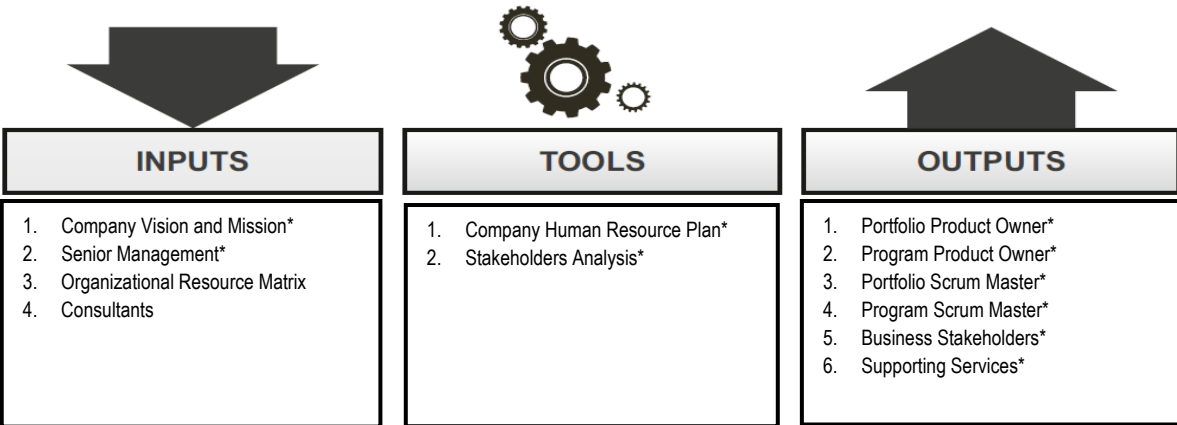 INPUTS
1. Company Vision and Mission*
2. Senior Management*
3. Organizational Resource Matrix
4. Consultants
TOOLS
1. Company Human Resource Plan*
2. Stakeholders Analysis*
OUTPUTS
1. Portfolio Product Owner*
2. Program Product Owner*
3. Portfolio Scrum Master*
4. Program Scrum Master*
5. Business Stakeholders*
6. Supporting Services*